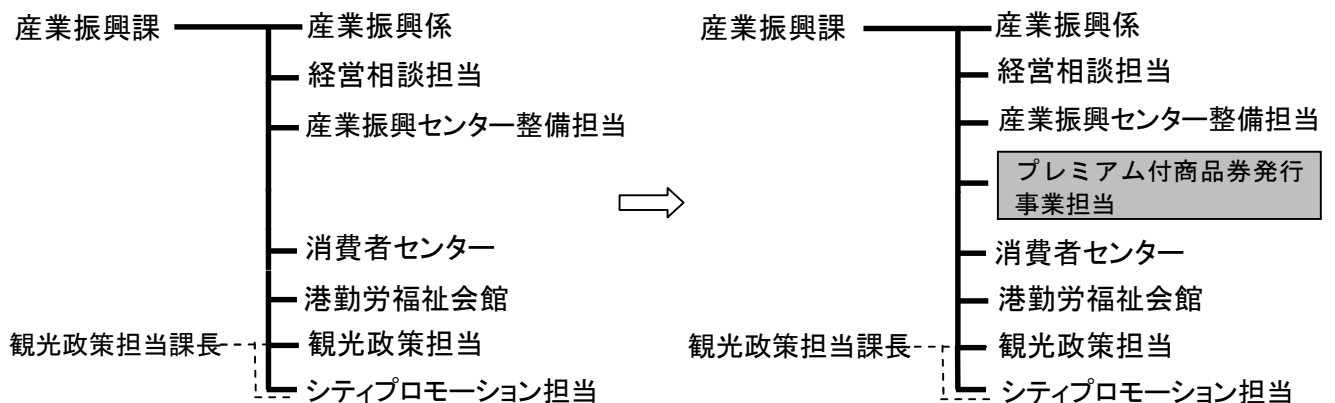 産業振興課
産業振興係
経営相談担当
産業振興センター整備担当
消費者センター
港勤労福祉会館
観光政策担当課長
観光政策担当
シティプロモーション担当
産業振興課
産業振興係
経営相談担当
産業振興センター整備担当
プレミアム付商品券発行
事業担当
消費者センター
港勤労福祉会館
観光政策担当課長
観光政策担当
シティプロモーション担当